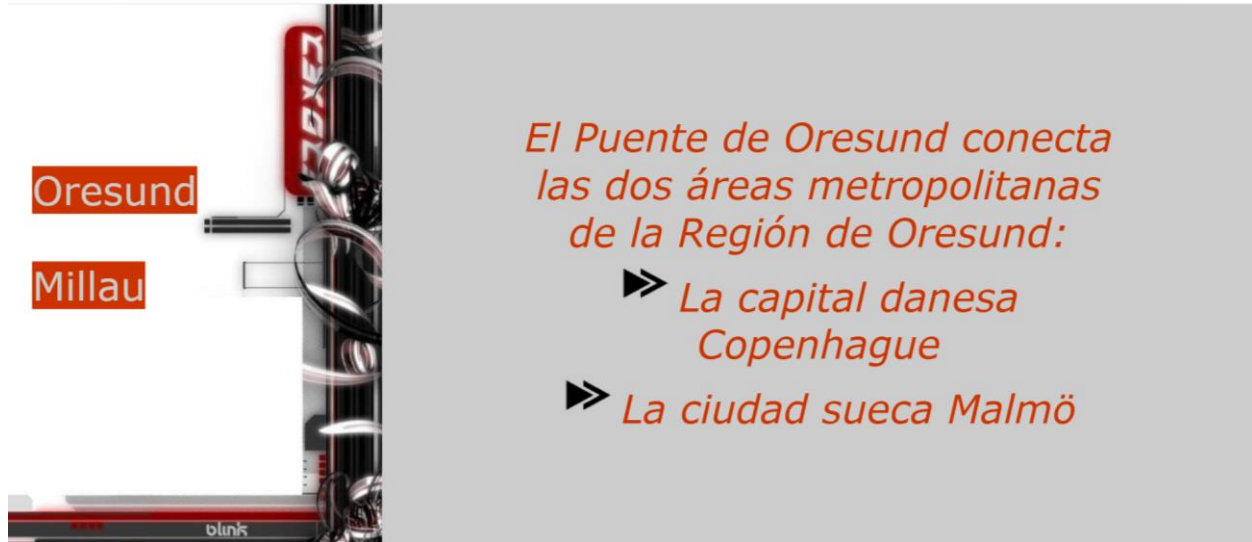 Oresund
Millau
blink
El Puente de Oresund conecta
las dos áreas metropolitanas
de la Región de Oresund:
La capital danesa
Copenhague
La ciudad sueca Malmö